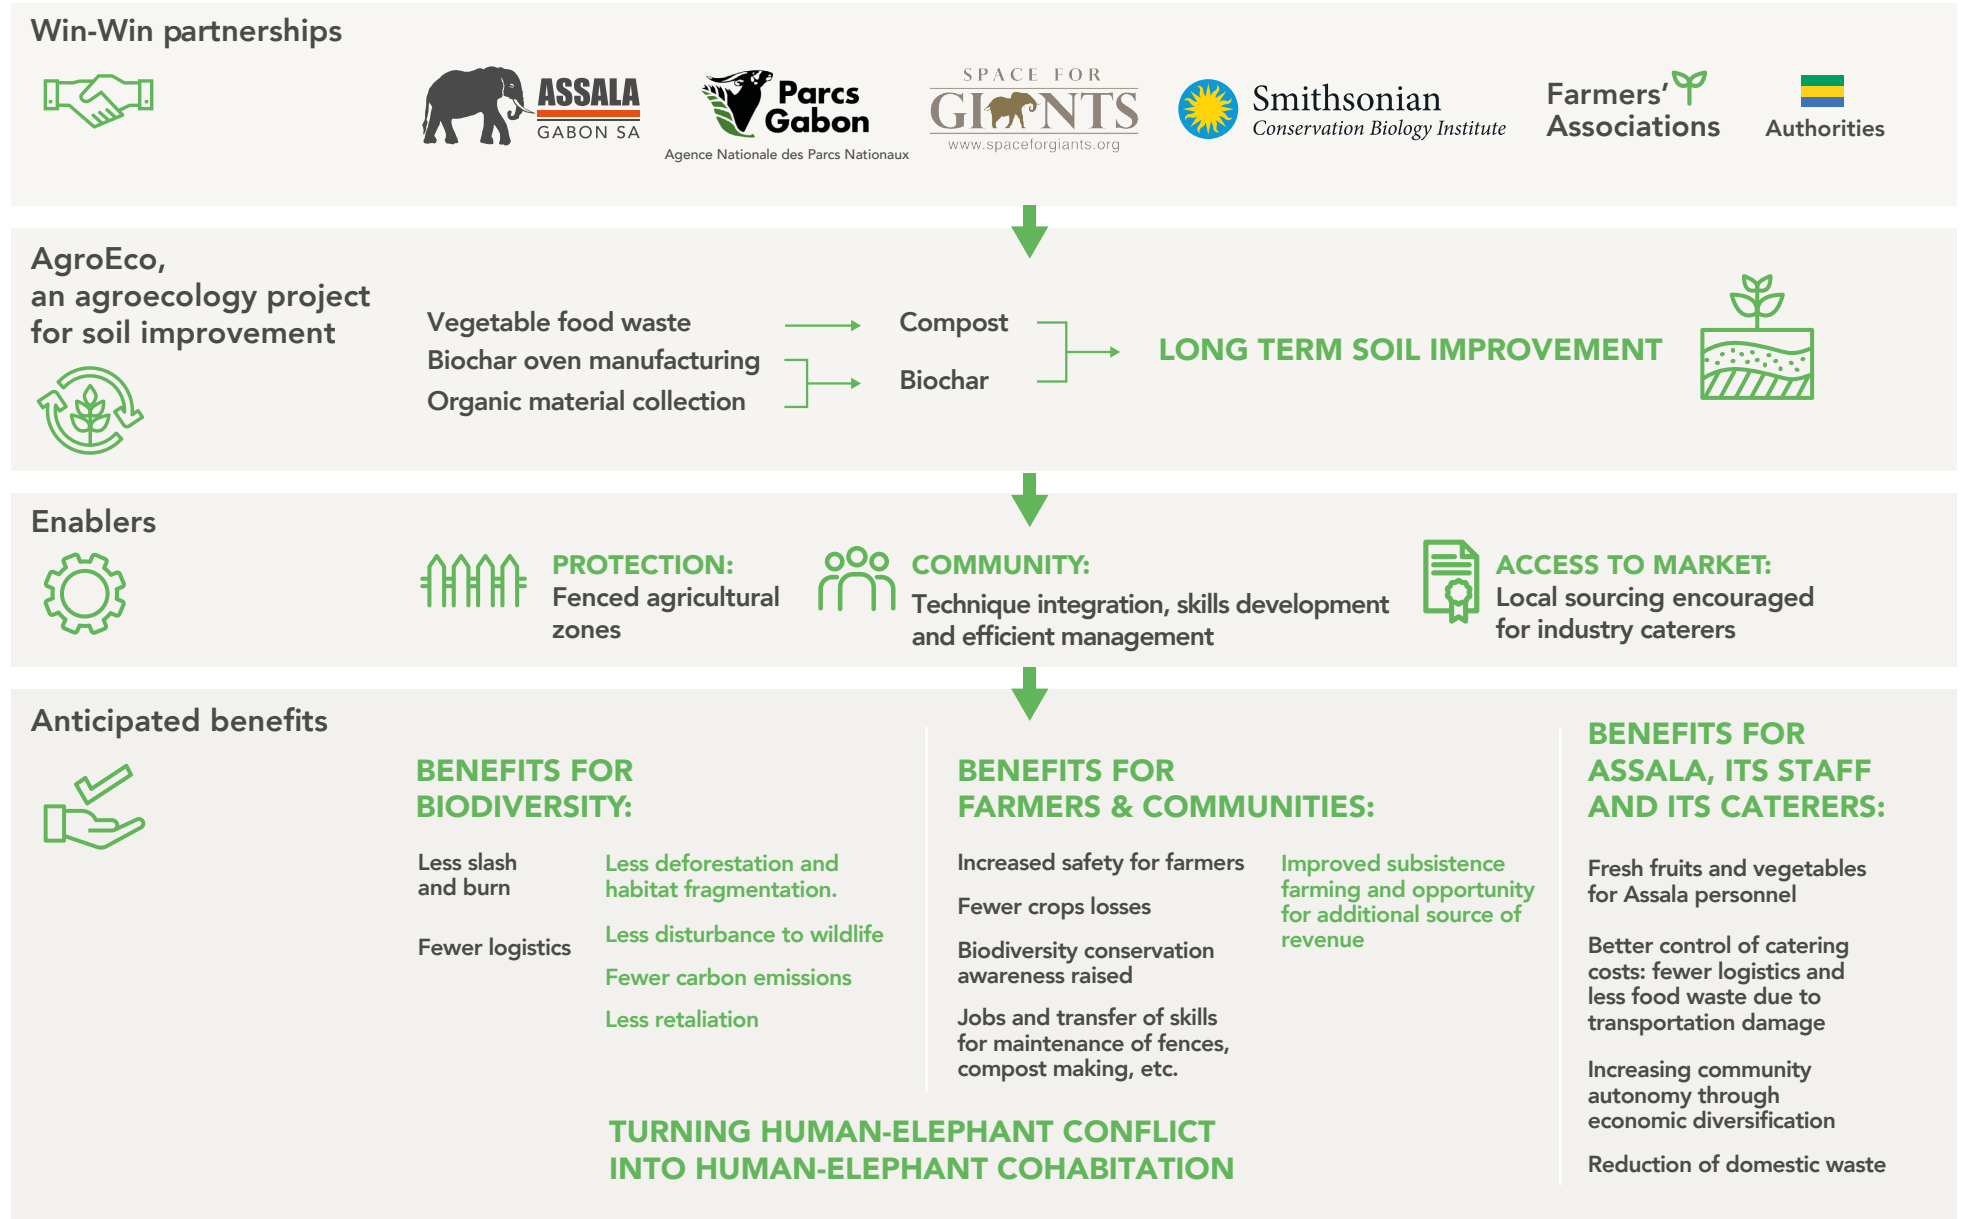 Win-Win partnerships
ASSALA
GABON SA
Parcs
Gabon
Agence Nationale des Parcs Nationaux
SPACE FOR
GIANTS
www.spaceforgiants.org
Smithsonian
Conservation Biology Institute
Farmers'
Associations
Authorities
AgroEco,
an agroecology project
for soil improvement
Vegetable food waste
Biochar oven manufacturing
Organic material collection
Compost
Biochar
LONG TERM SOIL IMPROVEMENT
Enablers
PROTECTION:
Fenced agricultural
zones
COMMUNITY:
Technique integration, skills development
and efficient management
ACCESS TO MARKET:
Local sourcing encouraged
for industry caterers
Anticipated benefits
BENEFITS FOR
BIODIVERSITY:
Less slash
and burn
Fewer logistics
Less deforestation and
habitat fragmentation.
Less disturbance to wildlife
Fewer carbon emissions
Less retaliation
BENEFITS FOR
FARMERS & COMMUNITIES:
Increased safety for farmers
Fewer crops losses
Biodiversity conservation
awareness raised
Jobs and transfer of skills
for maintenance of fences,
compost making, etc.
Improved subsistence
farming and opportunity
for additional source of
revenue
BENEFITS FOR
ASSALA, ITS STAFF
AND ITS CATERERS:
Fresh fruits and vegetables
for Assala personnel
Better control of catering
costs: fewer logistics and
less food waste due to
transportation damage
Increasing community
autonomy through
economic diversification
Reduction of domestic waste
TURNING HUMAN-ELEPHANT CONFLICT
INTO HUMAN-ELEPHANT COHABITATION